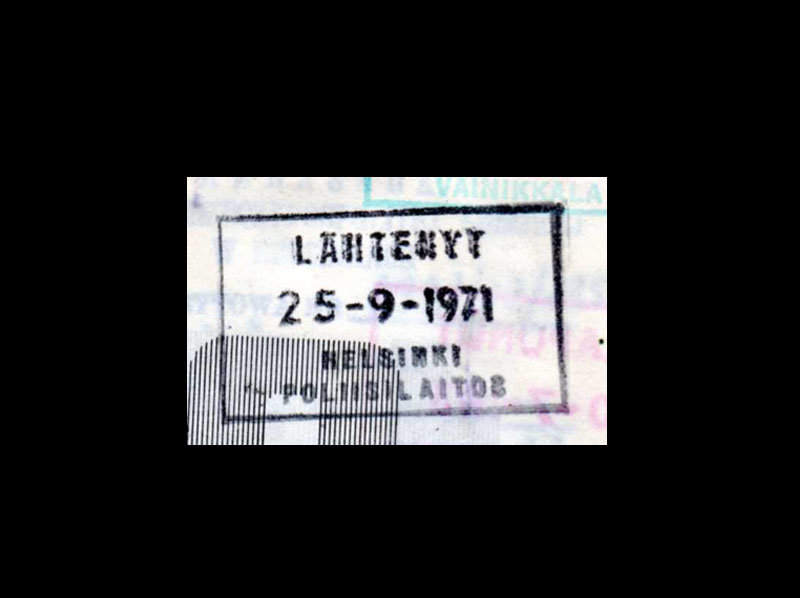 VAINIKKALA
LÄHTENYT
25-9-1971
HELSINKI
POLIISILAITOS